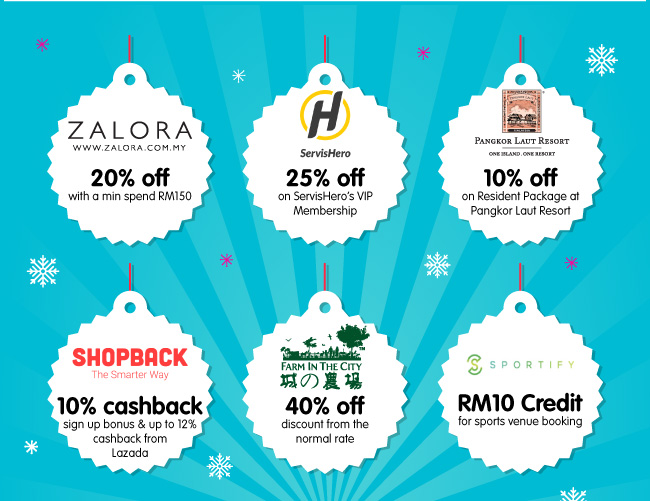 ZALORA
WWW.ZALORA.COM.MY
20% off
with a min spend RM150
H
ServisHero
25% off
on ServisHero's VIP
Membership
PANGKOR LAUT RESORT
ONE ISLAND. ONE RESORT
10% off
on Resident Package at
Pangkor Laut Resort
SHOPBACK
The Smarter Way
10% cashback
sign up bonus & up to 12%
cashback from
Lazada
FARM IN THE CITY
城の農場
40% off
discount from the
normal rate
SPORTIFY
RM10 Credit
for sports venue booking